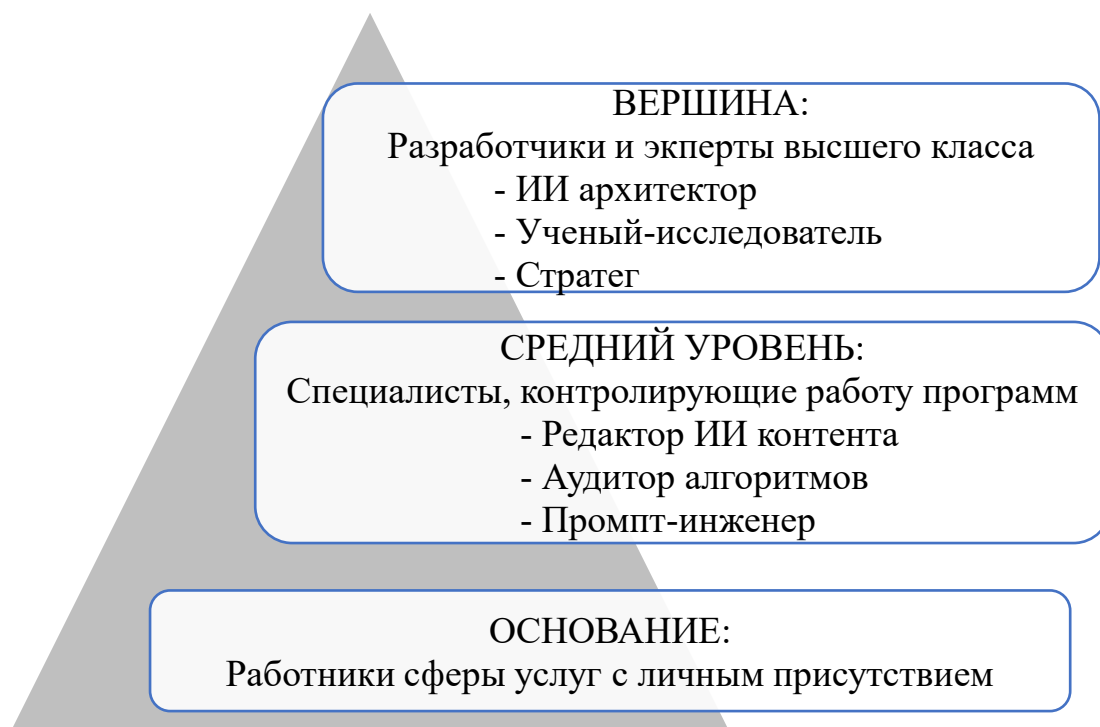 ВЕРШИНА:
Разработчики и экперты высшего класса
- ИИ архитектор
- Ученый-исследователь
- Стратег
СРЕДНИЙ УРОВЕНЬ:
Специалисты, контролирующие работу программ
- Редактор ИИ контента
- Аудитор алгоритмов
- Промпт-инженер
ОСНОВАНИЕ:
Работники сферы услуг с личным присутствием